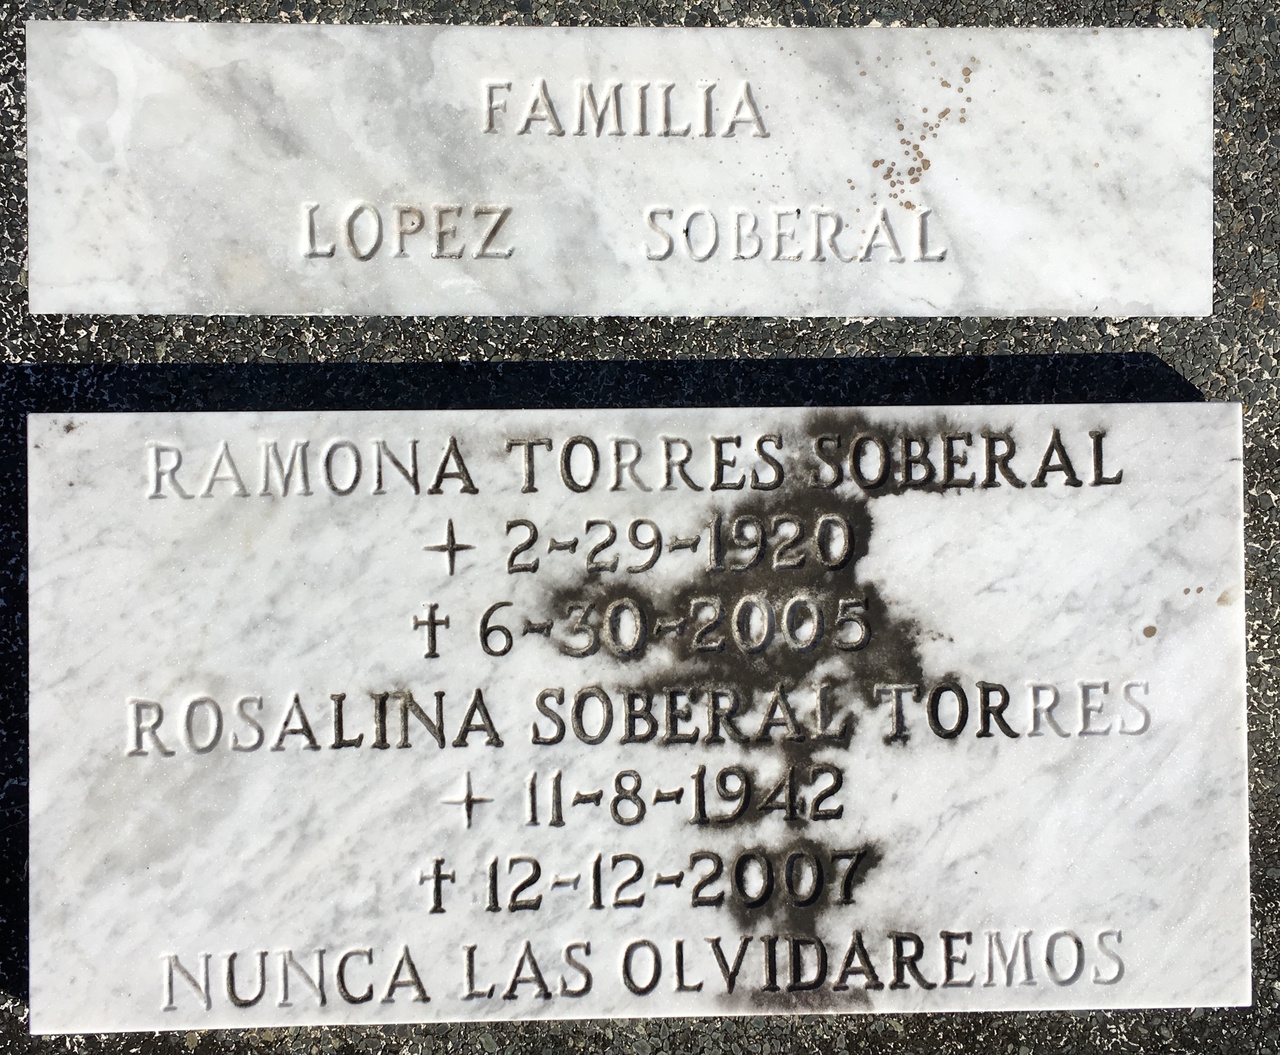 FAMILIA
LOPEZ SOBERAL
RAMONA TORRES SOBERAL
+ 2-29-1920
† 6-30-2005
ROSALINA SOBERAL TORRES
+ 11-8-1942
† 12-12-2007
NUNCA LAS OLVIDAREMOS